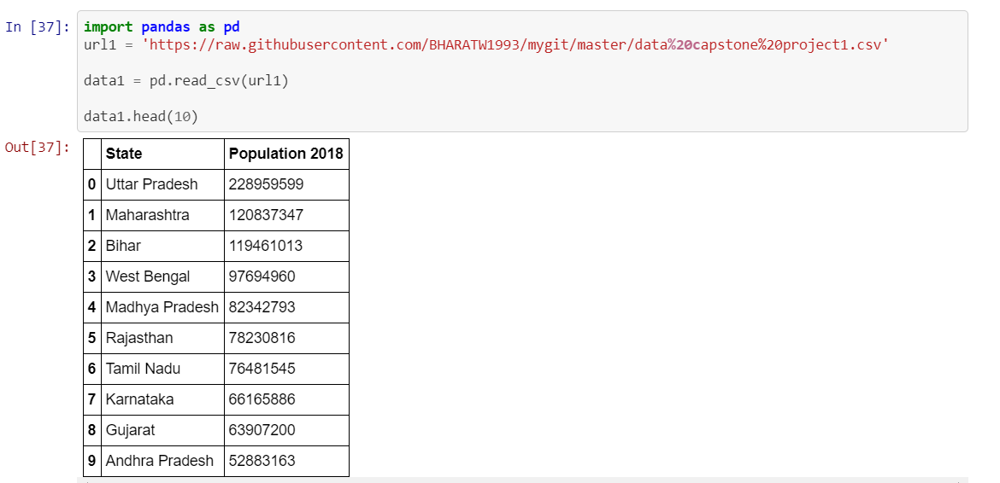 In [37]: import pandas as pd
url1 = 'https://raw.githubusercontent.com/BHARATW1993/mygit/master/data%20capstone%20project1.csv'
data1 = pd.read_csv(url1)
data1.head(10)
Out[37]:
State Population 2018
0 Uttar Pradesh 228959599
1 Maharashtra 120837347
2 Bihar 119461013
3 West Bengal 97694960
4 Madhya Pradesh 82342793
5 Rajasthan 78230816
6 Tamil Nadu 76481545
7 Karnataka 66165886
8 Gujarat 63907200
9 Andhra Pradesh 52883163